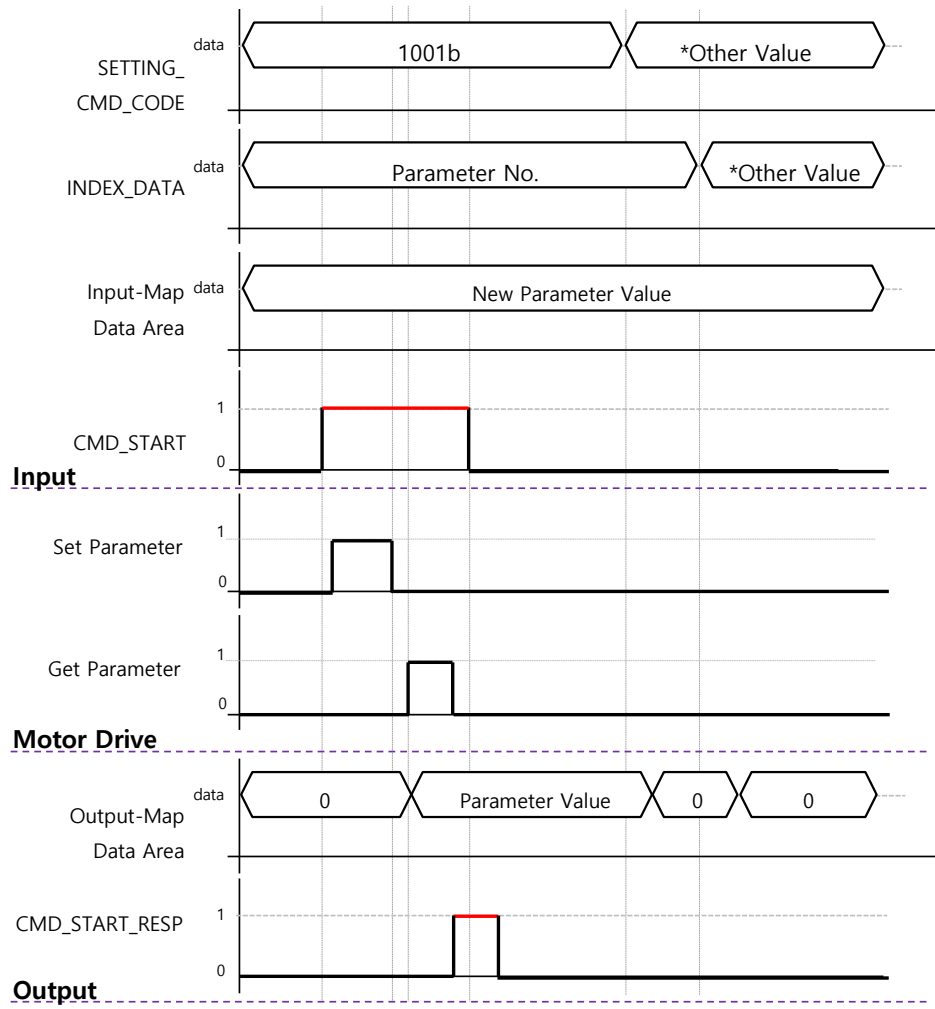 data
1001b
*Other Value
SETTING_
CMD_CODE
data
Parameter No.
*Other Value
INDEX_DATA
data
New Parameter Value
Input-Map
Data Area
1
CMD_START
0
Input
1
Set Parameter
0
1
Get Parameter
0
Motor Drive
data
0
Parameter Value
0
0
Output-Map
Data Area
1
CMD_START_RESP
0
Output